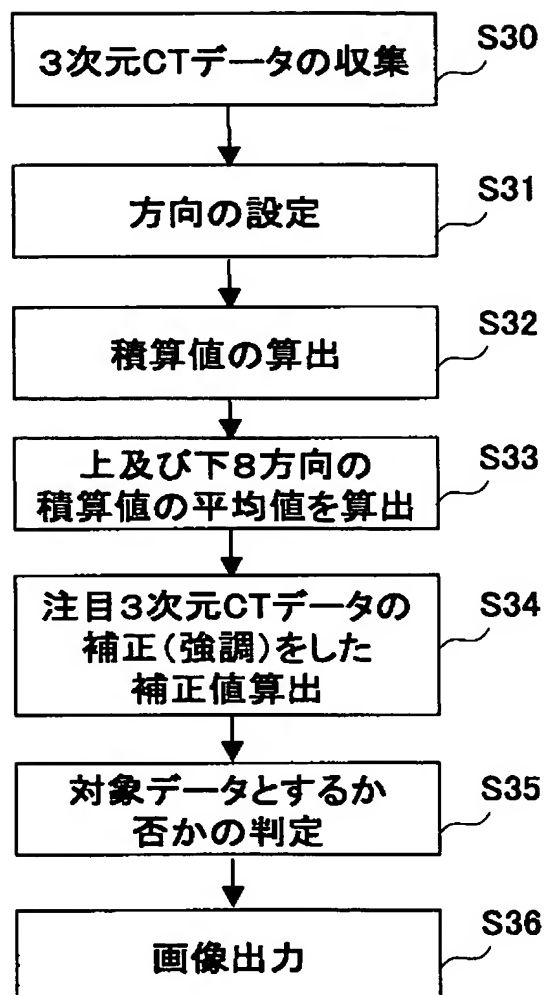 3次元CTデータの収集
S30
方向の設定
S31
積算値の算出
S32
上及び下8方向の
積算値の平均値を算出
S33
注目3次元CTデータの
補正(強調)をした
補正値算出
S34
対象データとするか
否かの判定
S35
画像出力
S36